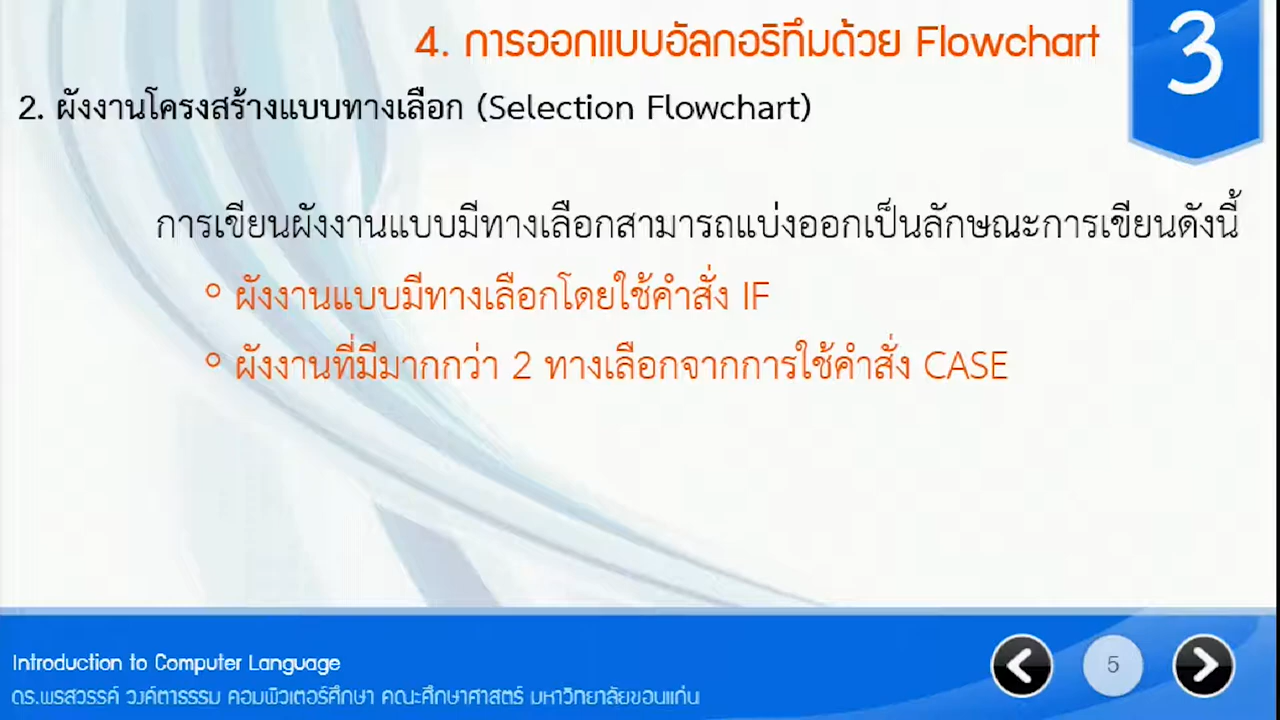 4. การออกแบบอัลกอริทึมด้วย Flowchart
3
2. ผังงานโครงสร้างแบบทางเลือก (Selection Flowchart)
การเขียนผังงานแบบมีทางเลือกสามารถแบ่งออกเป็นลักษณะการเขียนดังนี้
ผังงานแบบมีทางเลือกโดยใช้คำสั่ง IF
ผังงานที่มีมากกว่า 2 ทางเลือกจากการใช้คำสั่ง CASE
Introduction to Computer Language
5
ดร.พรสวรรค์ วงค์ตาธรรม คอมพิวเตอร์ศึกษา คณะศึกษาศาสตร์ มหาวิทยาลัยขอนแก่น